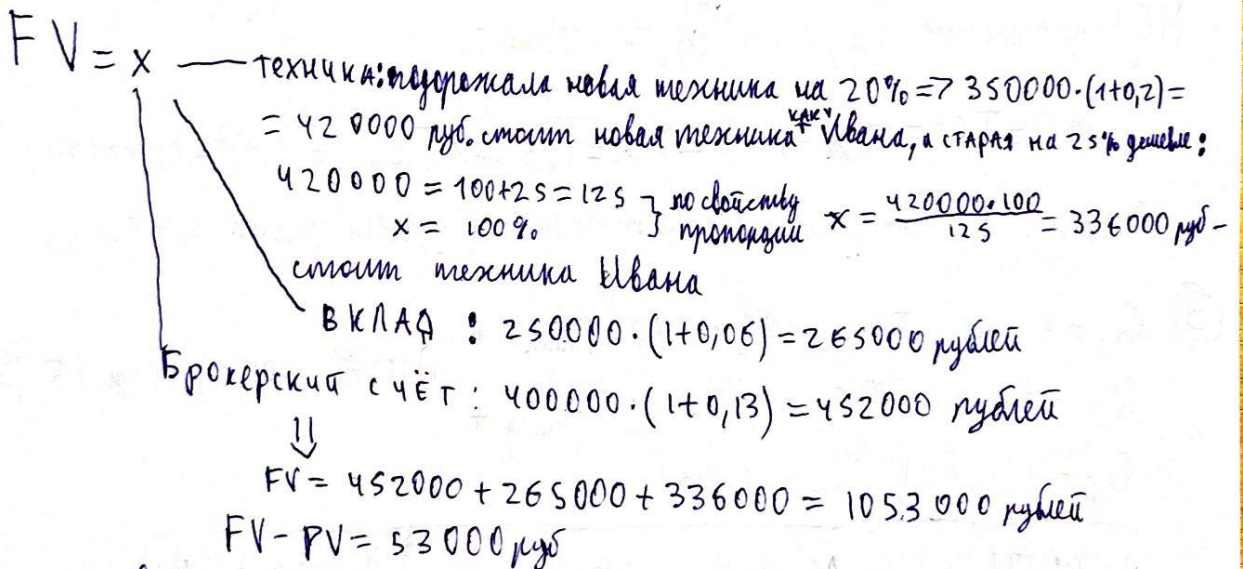 FV = x — техника: подорожала новая техника на 20% => 350000·(1+0,2)=
= 420000 руб. стоит новая техника как у Ивана, а СТАРАЯ на 25% дешевле:
420000 = 100+25 = 125 } по свойству пропорции x = 420000·100/125 = 336000 руб -
x = 100%
стоит техника Ивана
ВКЛАД : 250000·(1+0,06) = 265000 рублей
Брокерский счёт : 400000·(1+0,13) = 452000 рублей
⇓
FV = 452000 + 265000 + 336000 = 1053000 рублей
FV - PV = 53000 руб